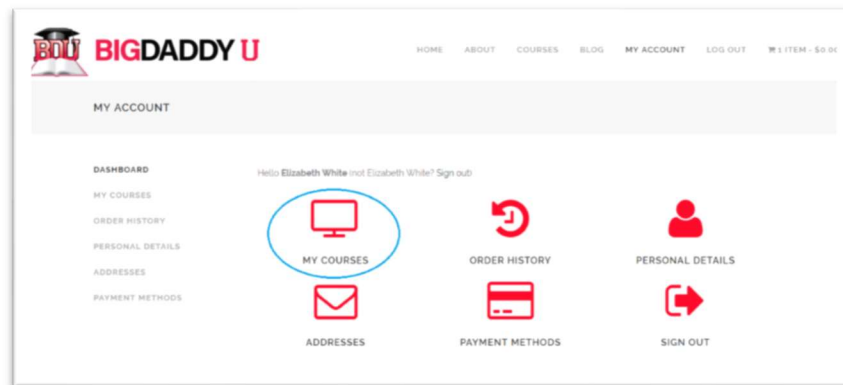 BDU BIGDADDY U
HOME ABOUT COURSES BLOG MY ACCOUNT LOG OUT 1 ITEM - $0.00
MY ACCOUNT
DASHBOARD
MY COURSES
ORDER HISTORY
PERSONAL DETAILS
ADDRESSES
PAYMENT METHODS
Hello Elizabeth White (not Elizabeth White? Sign out)
MY COURSES ORDER HISTORY PERSONAL DETAILS
ADDRESSES PAYMENT METHODS SIGN OUT